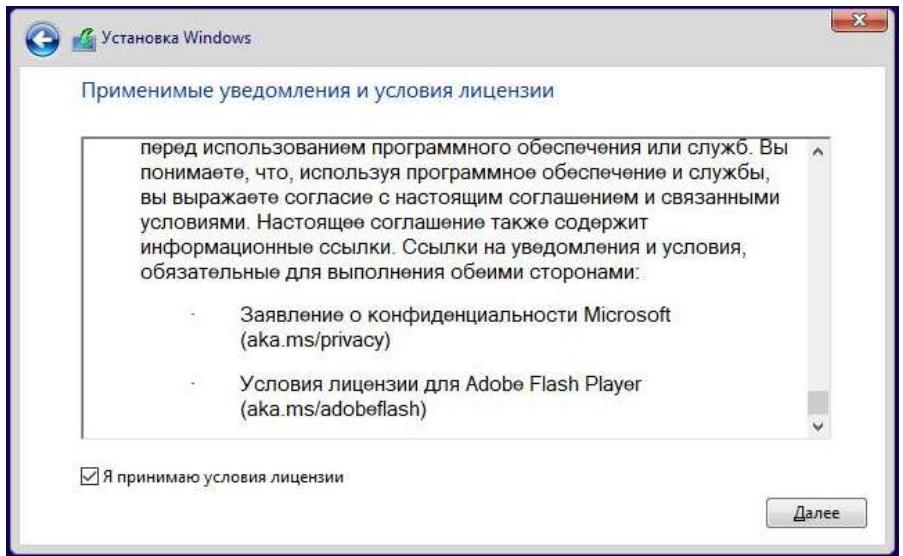 Установка Windows
Применимые уведомления и условия лицензии
перед использованием программного обеспечения или служб. Вы
понимаете, что, используя программное обеспечение и службы,
вы выражаете согласие с настоящим соглашением и связанными
условиями. Настоящее соглашение также содержит
информационные ссылки. Ссылки на уведомления и условия,
обязательные для выполнения обеими сторонами:
· Заявление о конфиденциальности Microsoft
(aka.ms/privacy)
· Условия лицензии для Adobe Flash Player
(aka.ms/adobeflash)
Я принимаю условия лицензии
Далее